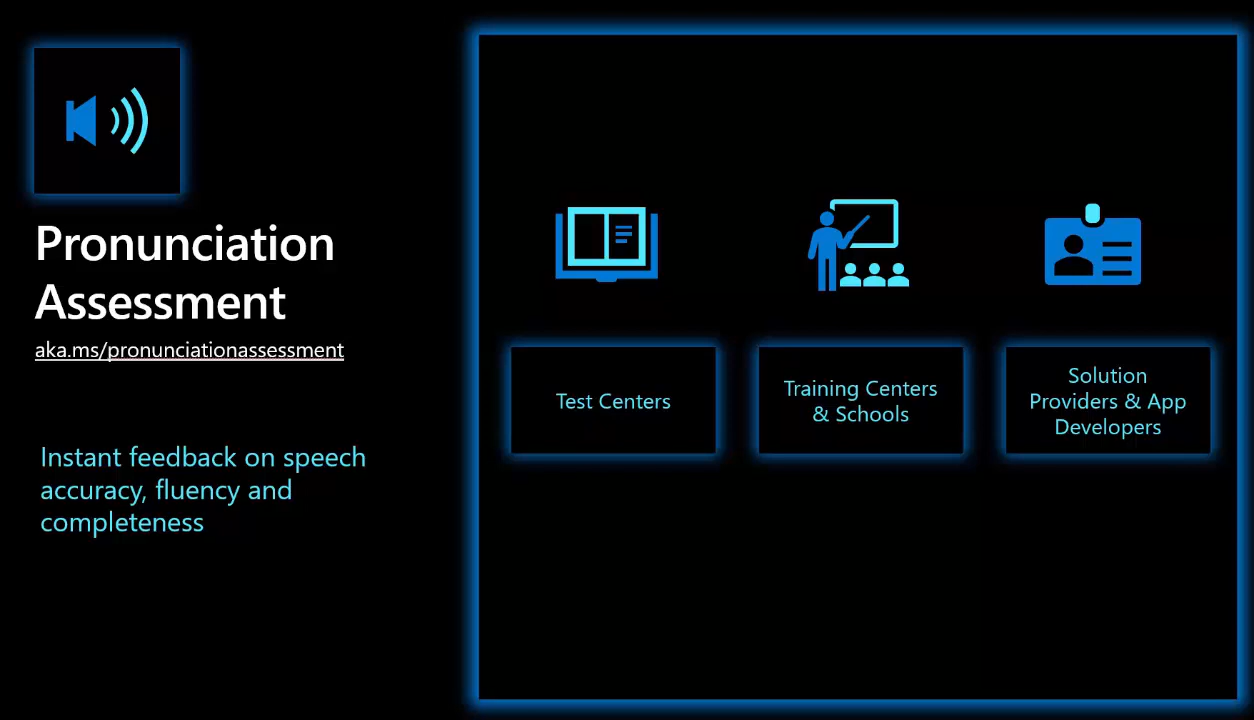 Pronunciation
Assessment
aka.ms/pronunciationassessment
Instant feedback on speech
accuracy, fluency and
completeness
Test Centers
Training Centers
& Schools
Solution
Providers & App
Developers